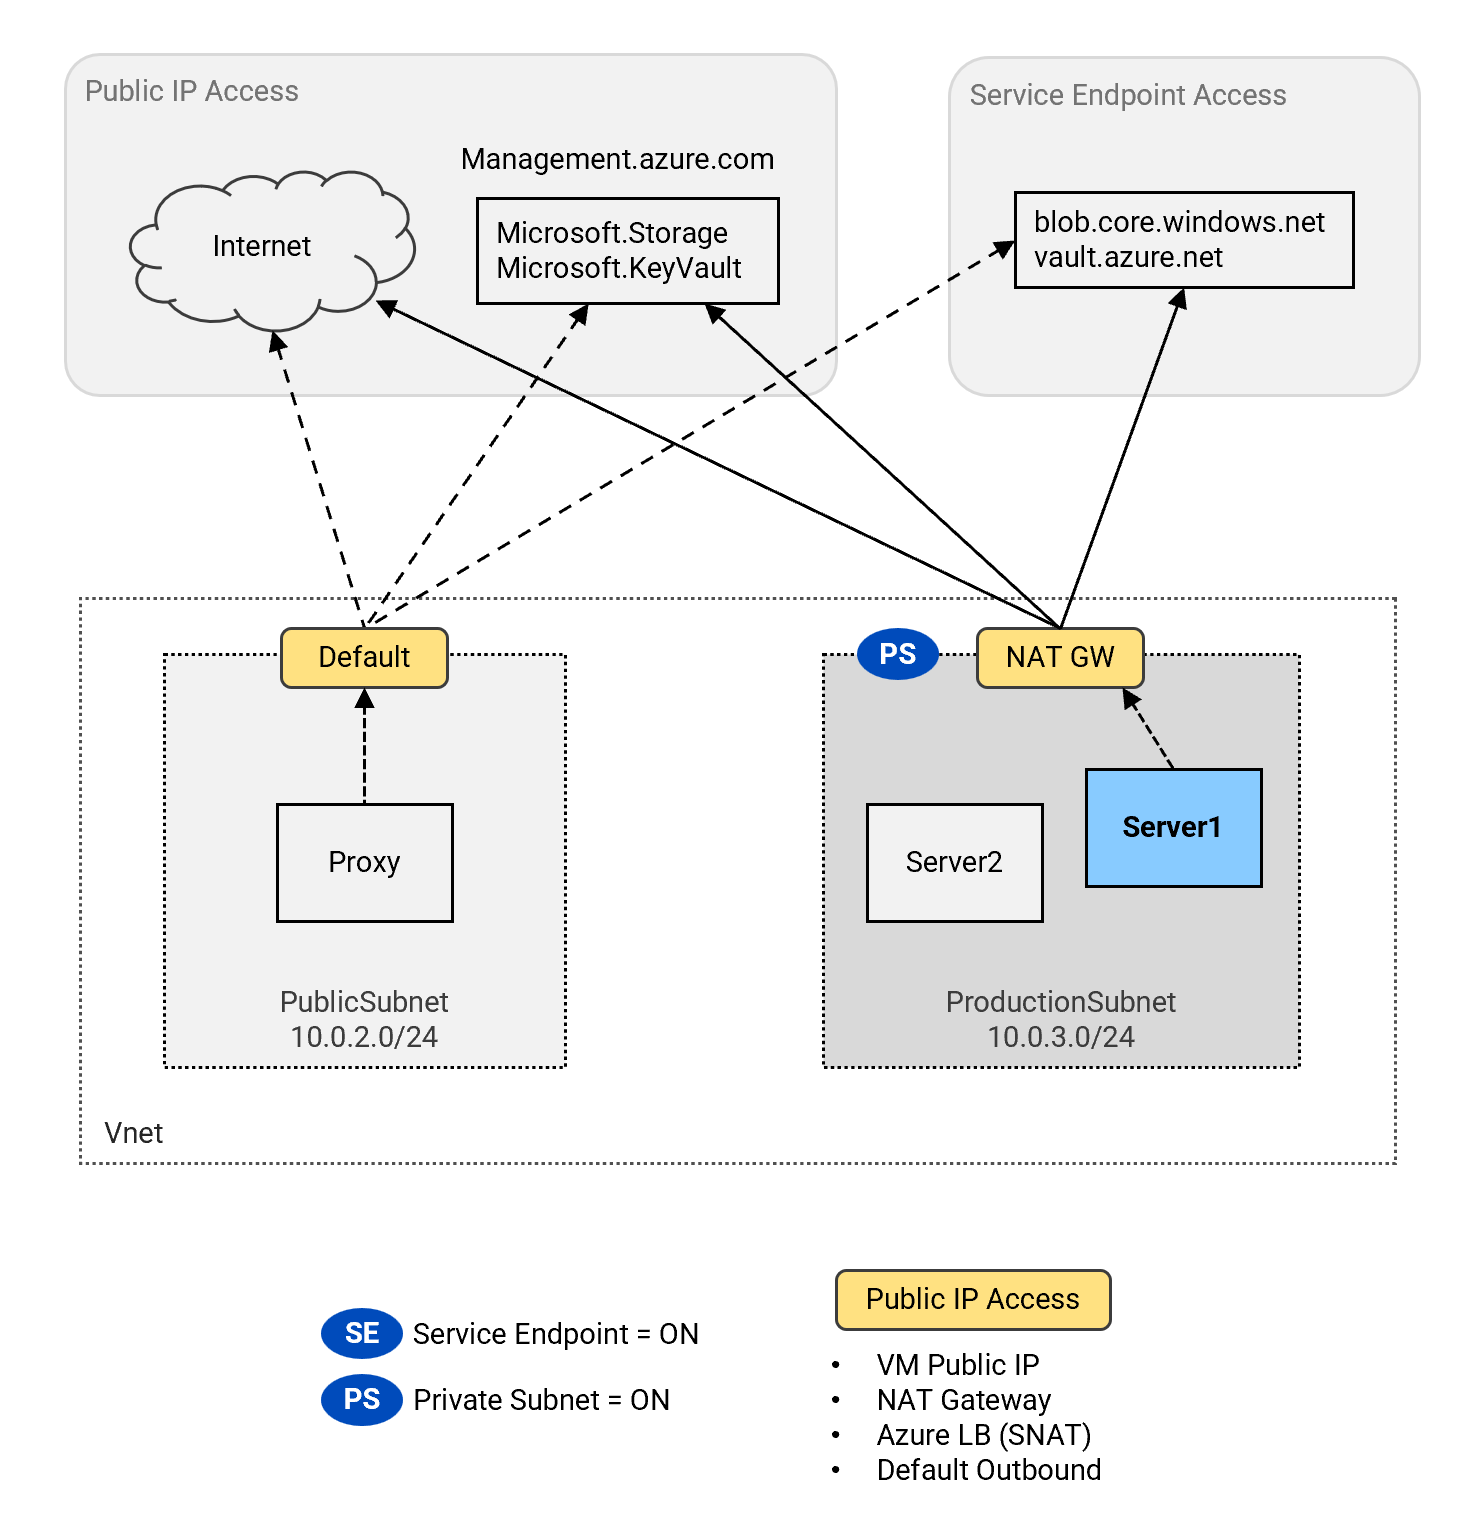 Public IP Access
Service Endpoint Access
Management.azure.com
Internet
Microsoft.Storage
Microsoft.KeyVault
blob.core.windows.net
vault.azure.net
Default
PS
NAT GW
Proxy
Server2
Server1
PublicSubnet
10.0.2.0/24
ProductionSubnet
10.0.3.0/24
Vnet
SE Service Endpoint = ON
PS Private Subnet = ON
Public IP Access
• VM Public IP
• NAT Gateway
• Azure LB (SNAT)
• Default Outbound